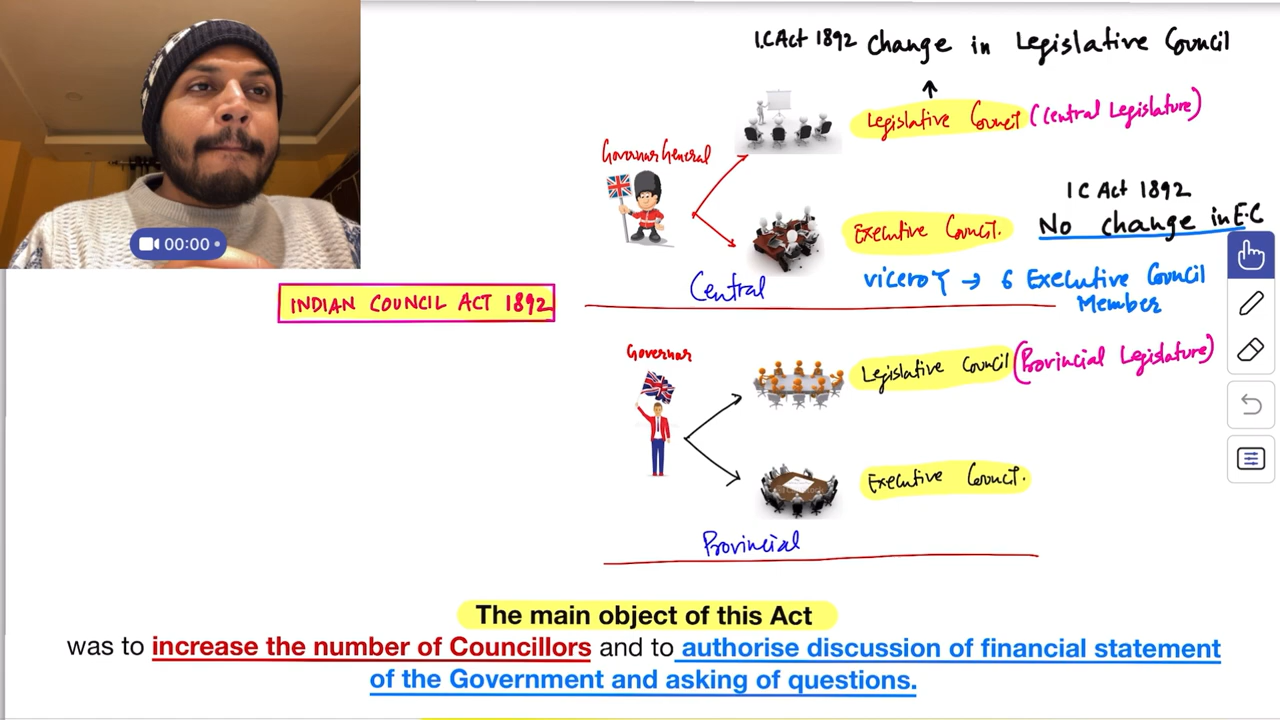 I.C Act 1892 Change in Legislative Council
Legislative Council (Central Legislature)
Governor General
I C Act 1892
No change in E.C
Executive Council.
Central
viceroy → 6 Executive Council
Member
00:00
INDIAN COUNCIL ACT 1892
Governor
Legislative Council (Provincial Legislature)
Executive Council.
Provincial
The main object of this Act
was to increase the number of Councillors and to authorise discussion of financial statement
of the Government and asking of questions.